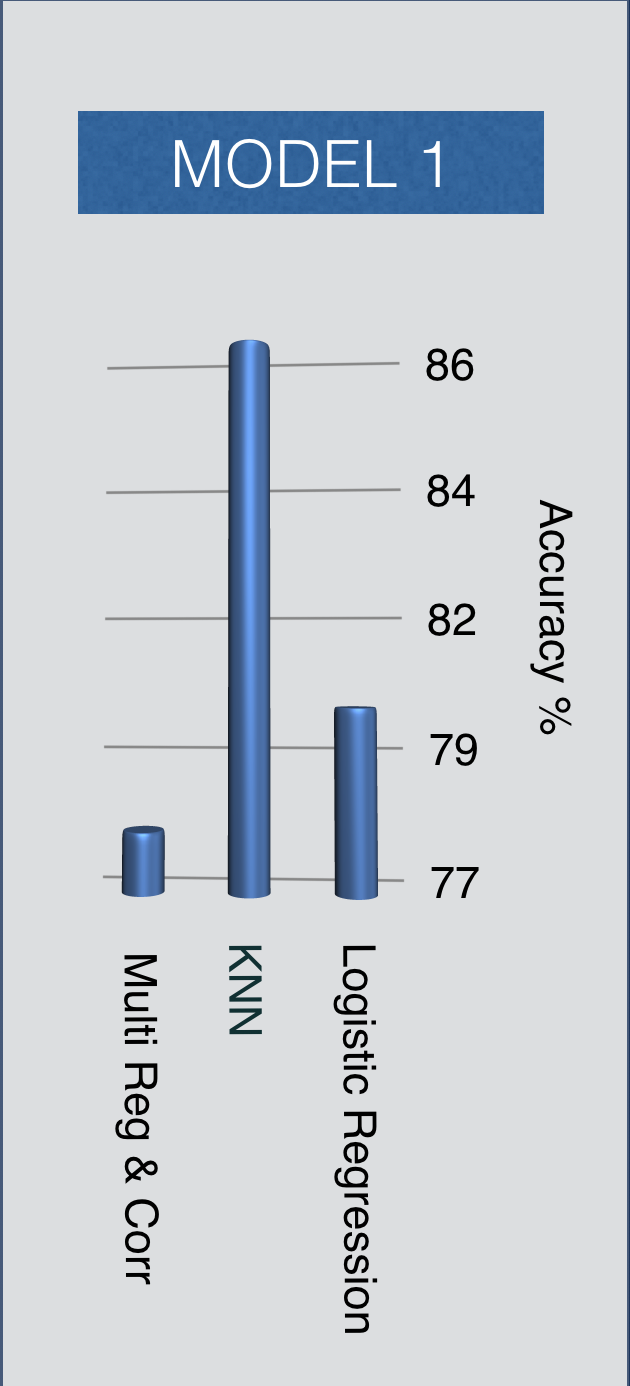 MODEL 1
86
84
82
79
77
Accuracy %
Multi Reg & Corr
KNN
Logistic Regression